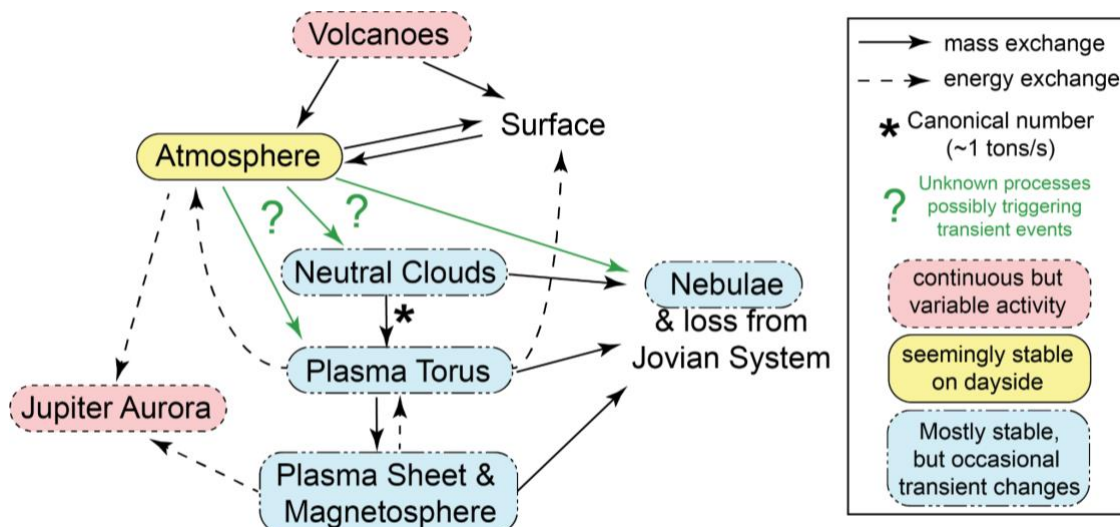 Volcanoes
Surface
Atmosphere
?
?
Neutral Clouds
*
Plasma Torus
Jupiter Aurora
Plasma Sheet &
Magnetosphere
Nebulae
& loss from
Jovian System
mass exchange
energy exchange
* Canonical number
(~1 tons/s)
? Unknown processes
possibly triggering
transient events
continuous but
variable activity
seemingly stable
on dayside
Mostly stable,
but occasional
transient changes